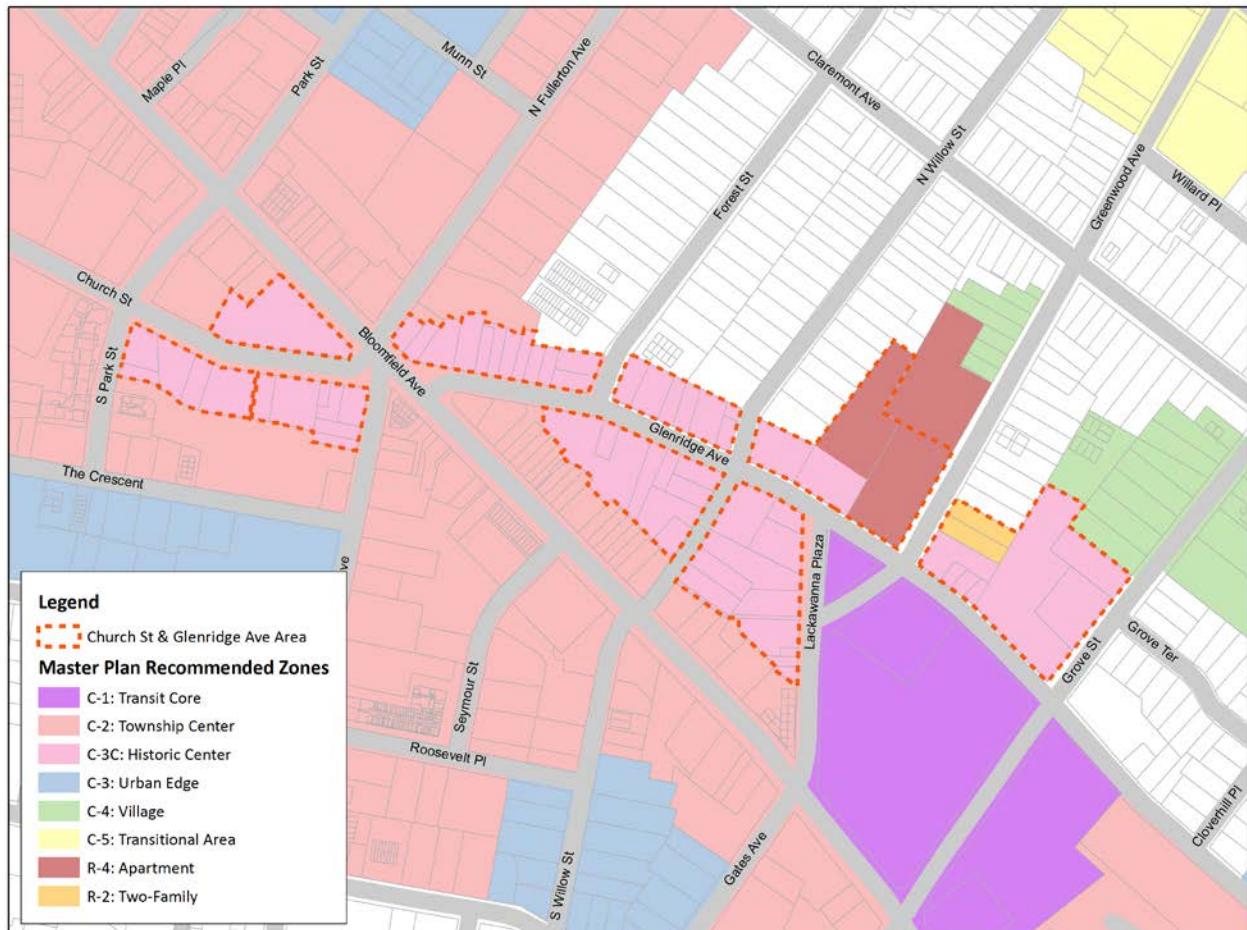 Maple Pl
Park St
Munn St
N Fullerton Ave
Claremont Ave
N Willow St
Forest St
Greenwood Ave
Willard Pl
Church St
S Park St
Bloomfield Ave
Glenridge Ave
The Crescent
Lackawanna Plaza
Grove St
Grove Ter
Cloverhill Pl
Seymour St
Roosevelt Pl
S Willow St
Gates Ave
ve
Legend
Church St & Glenridge Ave Area
Master Plan Recommended Zones
C-1: Transit Core
C-2: Township Center
C-3C: Historic Center
C-3: Urban Edge
C-4: Village
C-5: Transitional Area
R-4: Apartment
R-2: Two-Family